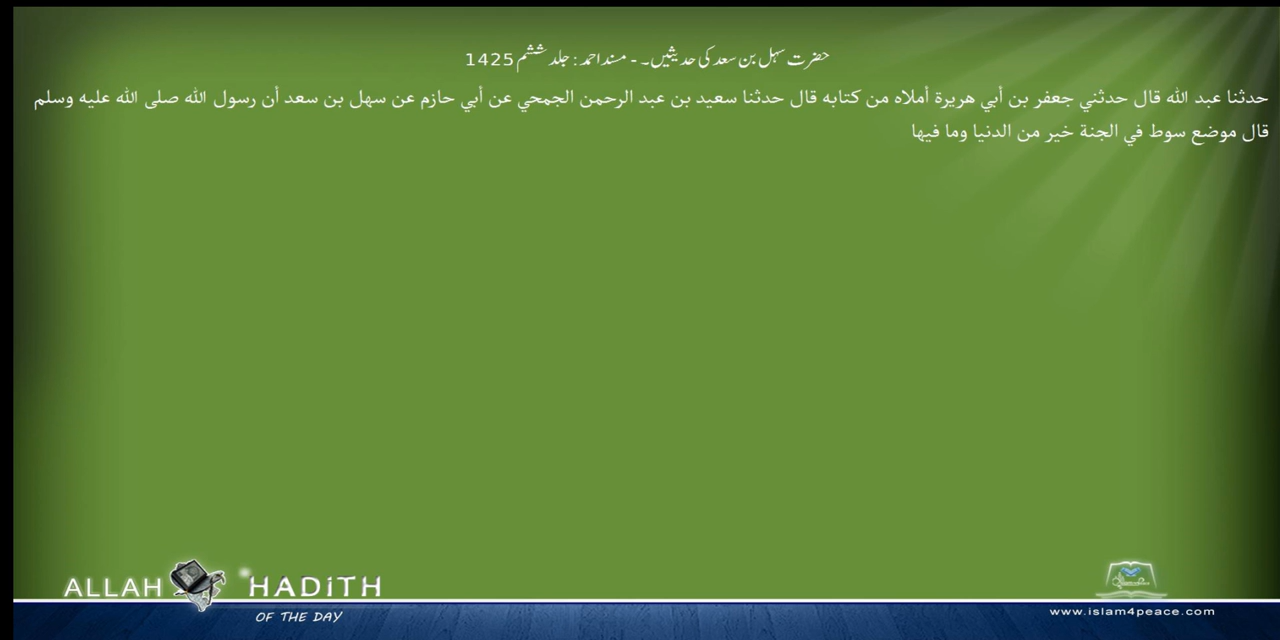 حضرت سہل بن سعد کی حدیثیں۔ - مسند احمد : جلد ششم 1425
حدثنا عبد الله قال حدثني جعفر بن أبي هريرة أملاه من كتابه قال حدثنا سعيد بن عبد الرحمن الجمحي عن أبي حازم عن سهل بن سعد أن رسول الله صلى الله عليه وسلم
قال موضع سوط في الجنة خير من الدنيا وما فيها
ALLAH HADITH
OF THE DAY
www.islam4peace.com